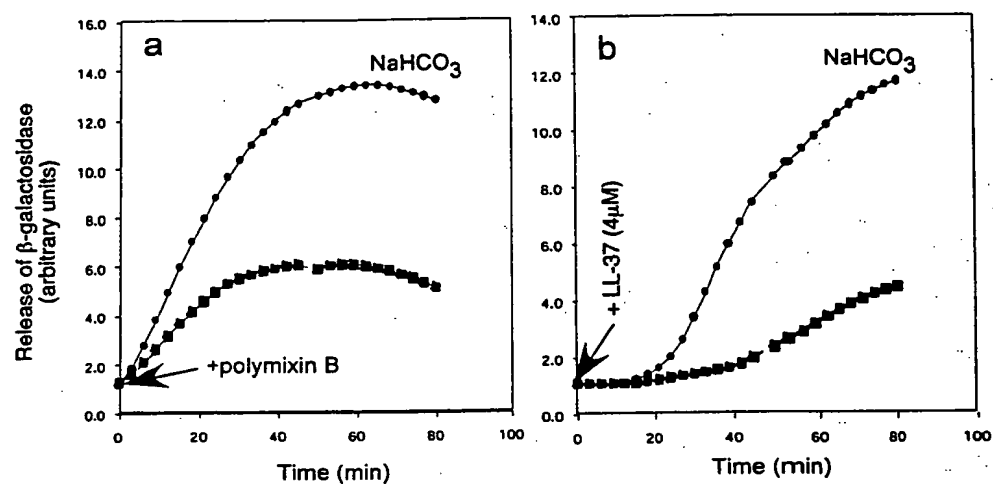 a
NaHCO3
Release of β-galactosidase
(arbitrary units)
16.0
14.0
12.0
10.0
8.0
6.0
4.0
2.0
0.0
+polymixin B
0 20 40 60 80 100
Time (min)
b
NaHCO3
14.0
12.0
10.0
8.0
6.0
4.0
2.0
0.0
+ LL-37 (4μM)
0 20 40 60 80 100
Time (min)